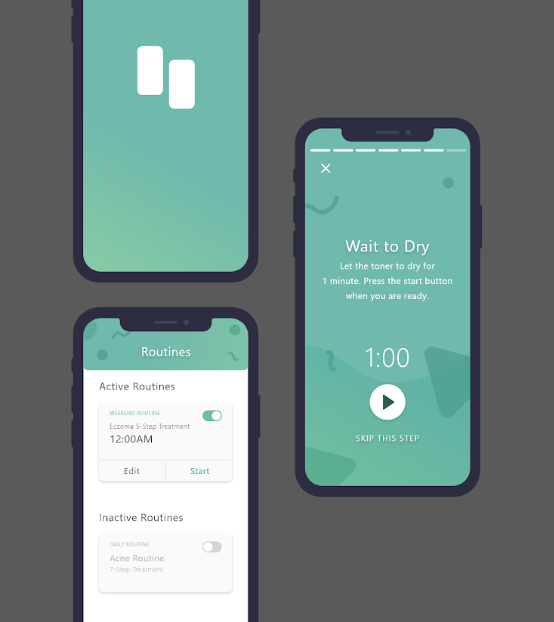 Wait to Dry
Let the toner to dry for
1 minute. Press the start button
when you are ready.
1:00
SKIP THIS STEP
Routines
Active Routines
WEEKEND ROUTINE
Eczema 5-Step Treatment
12:00AM
Edit
Start
Inactive Routines
DAILY ROUTINE
Acne Routine
7-Step Treatment